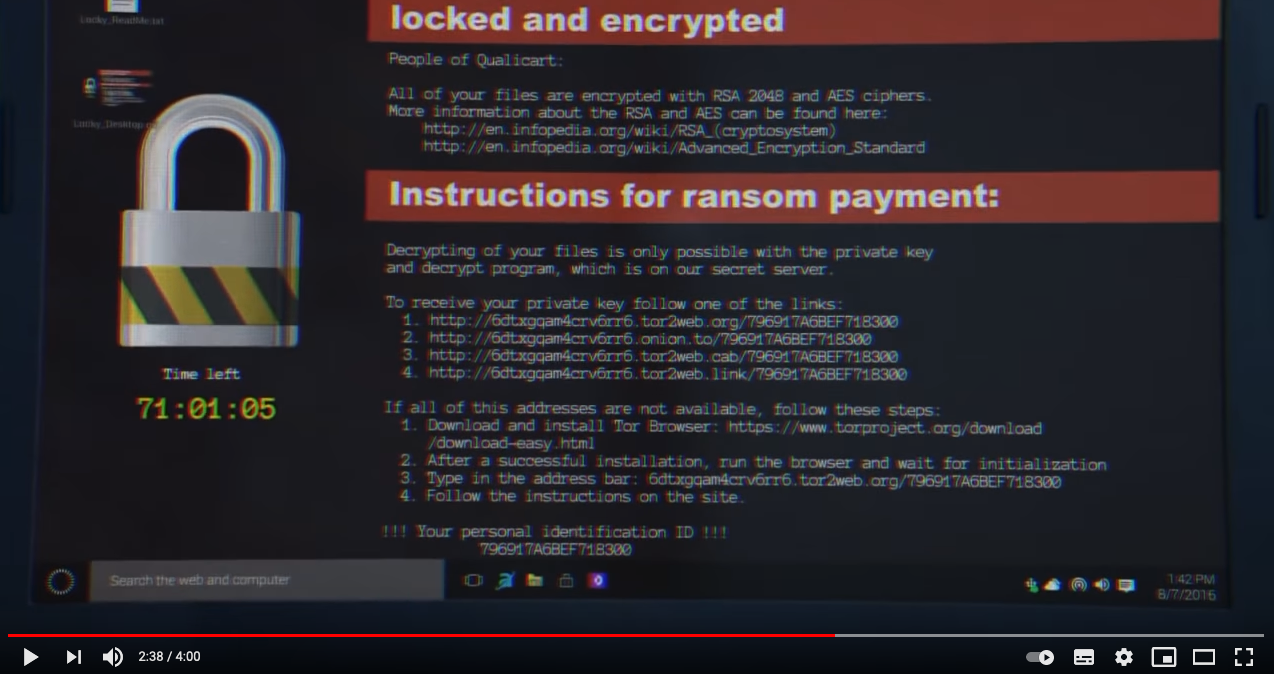 Locky_ReadMe.txt
locked and encrypted
People of Qualicart:
All of your files are encrypted with RSA 2048 and AES ciphers.
More information about the RSA and AES can be found here:
http://en.infopedia.org/wiki/RSA_(cryptosystem)
http://en.infopedia.org/wiki/Advanced_Encryption_Standard
Locky_Desktop
Instructions for ransom payment:
Decrypting of your files is only possible with the private key
and decrypt program, which is on our secret server.
To receive your private key follow one of the links:
1. http://6dtxgqam4crv6rr6.tor2web.org/796917A6BEF718300
2. http://6dtxgqam4crv6rr6.onion.to/796917A6BEF718300
3. http://6dtxgqam4crv6rr6.tor2web.cab/796917A6BEF718300
4. http://6dtxgqam4crv6rr6.tor2web.link/796917A6BEF718300
Time left
71:01:05
If all of this addresses are not available, follow these steps:
1. Download and install Tor Browser: https://www.torproject.org/download
/download-easy.html
2. After a successful installation, run the browser and wait for initialization
3. Type in the address bar: 6dtxgqam4crv6rr6.tor2web.org/796917A6BEF718300
4. Follow the instructions on the site.
!!! Your personal identification ID !!!
796917A6BEF718300
Search the web and computer
1:42 PM
8/7/2016
2:38 / 4:00